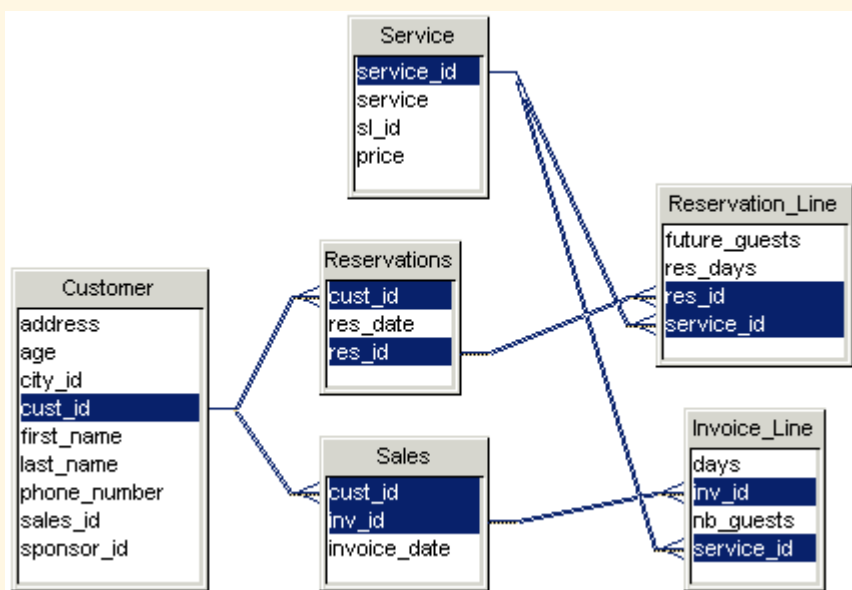 Service
service_id
service
sl_id
price
Reservation_Line
future_guests
res_days
res_id
service_id
Reservations
cust_id
res_date
res_id
Customer
address
age
city_id
cust_id
first_name
last_name
phone_number
sales_id
sponsor_id
Sales
cust_id
inv_id
invoice_date
Invoice_Line
days
inv_id
nb_guests
service_id